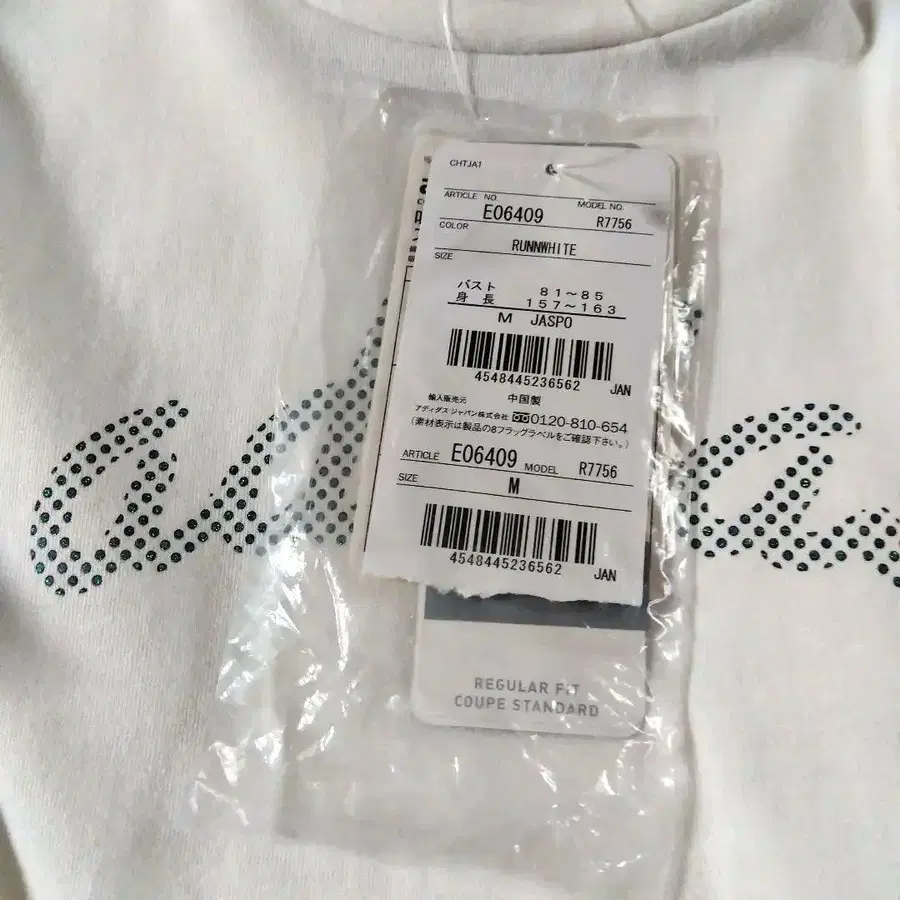 CHTJA1
ARTICLE NO. E06409 MODEL NO. R7756
COLOR RUNNWHITE
SIZE
バスト 81~85
身長 157~163
M JASPO
4548445236562 JAN
輸入販売元 中国製
アディダス ジャパン株式会社 0120-810-654
(素材表示は製品のBフラッグラベルをご確認下さい。)
ARTICLE E06409 MODEL R7756
SIZE M
4548445236562 JAN
REGULAR FIT
COUPE STANDARD